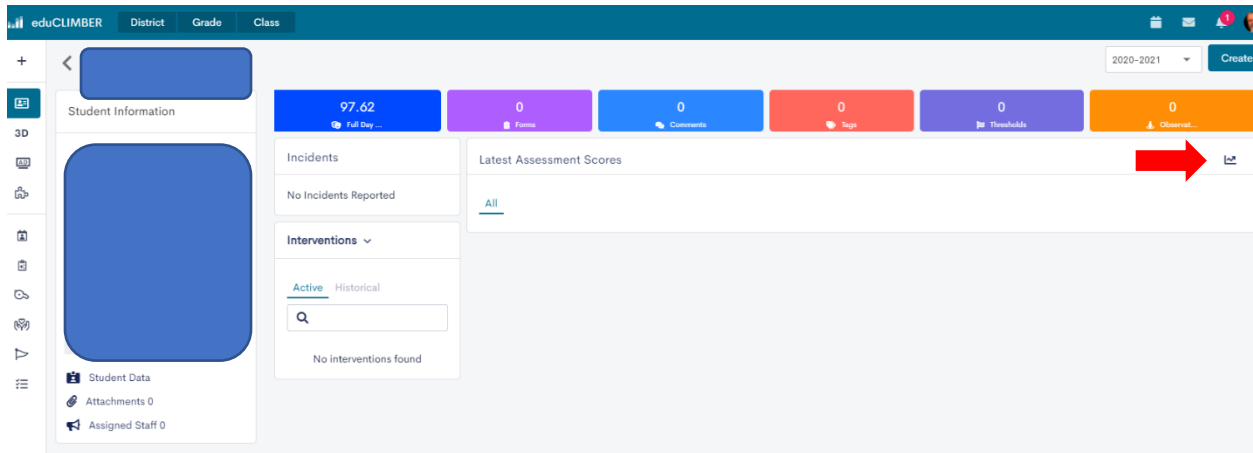 eduCLIMBER District Grade Class
1
2020-2021
Create
Student Information
97.62
Full Day ...
0
Forms
0
Comments
0
Tags
0
Thresholds
0
Observat...
3D
Incidents
No Incidents Reported
Latest Assessment Scores
All
Interventions
Active Historical
No interventions found
Student Data
Attachments 0
Assigned Staff 0